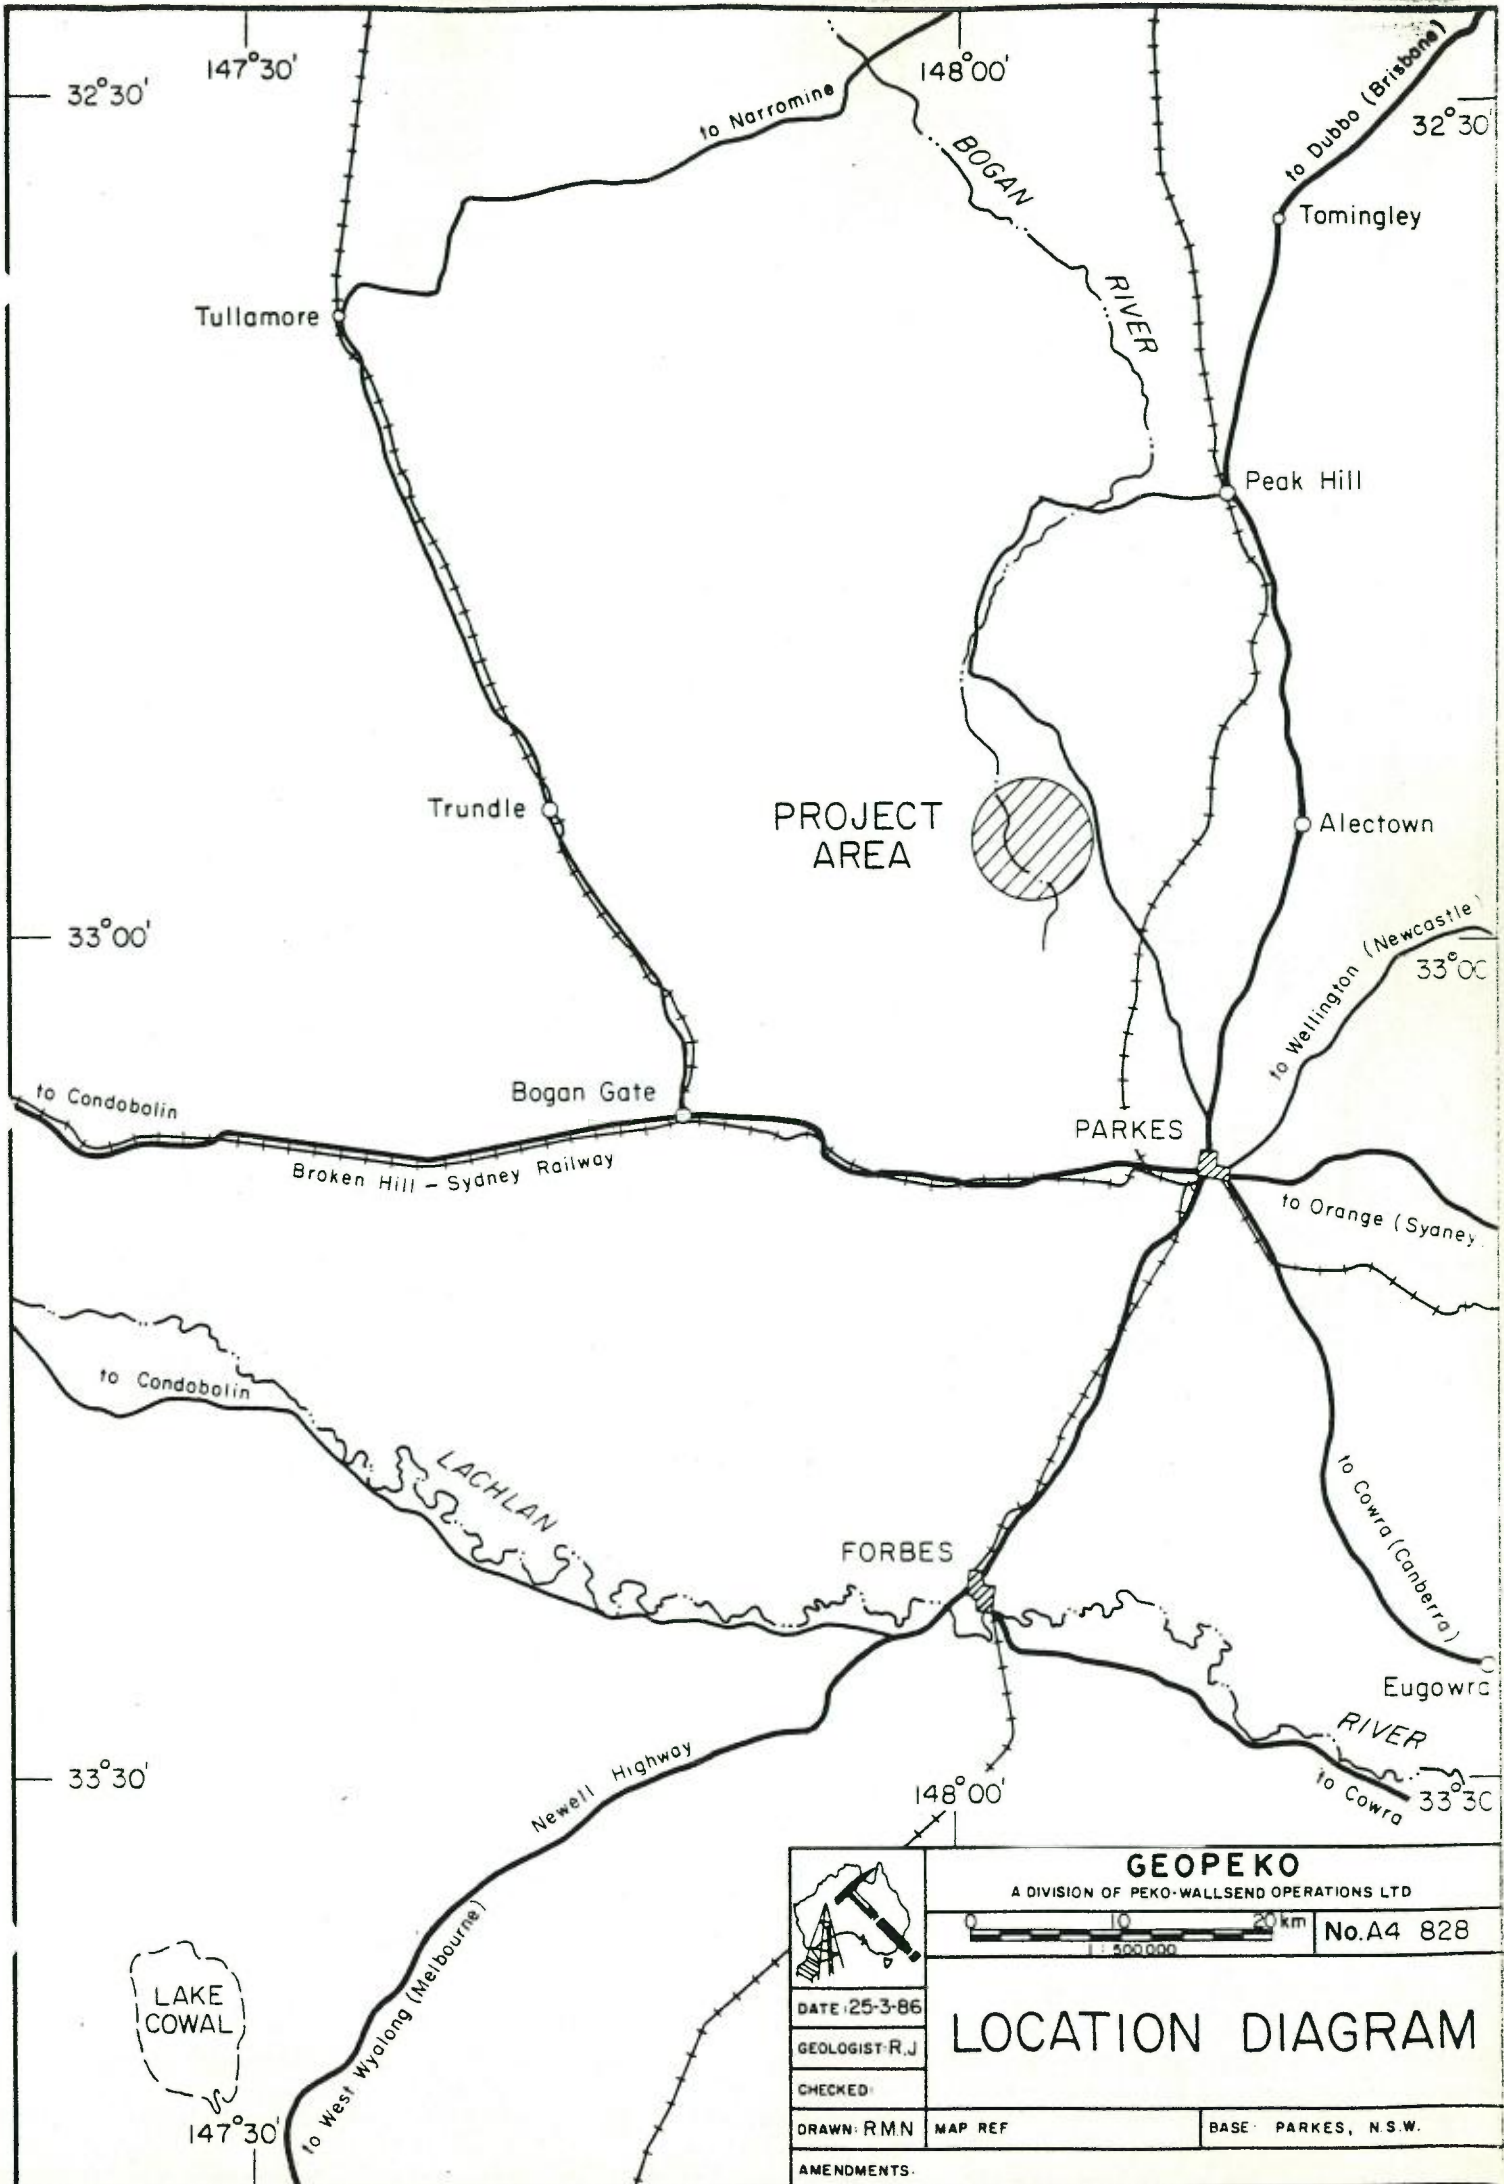 147°30'
148°00'
32°30'
32°30'
to Narromine
to Dubbo (Brisbane)
BOGAN
RIVER
Tomingley
Tullamore
Peak Hill
Trundle
PROJECT
AREA
Alectown
33°00'
to Wellington (Newcastle)
33°00
to Condobolin
Bogan Gate
PARKES
Broken Hill – Sydney Railway
to Orange (Sydney
to Condobolin
LACHLAN
to Cowra (Canberra)
FORBES
Eugowra
RIVER
33°30'
Newell Highway
148°00'
to Cowra
33°30
GEOPEKO
A DIVISION OF PEKO-WALLSEND OPERATIONS LTD
0 10 20 km
1 : 500,000
No. A4 828
LAKE
COWAL
to West Wyalong (Melbourne)
147°30'
DATE: 25-3-86
GEOLOGIST: R.J
CHECKED:
LOCATION DIAGRAM
DRAWN: R M.N
MAP REF
BASE: PARKES, N.S.W.
AMENDMENTS.